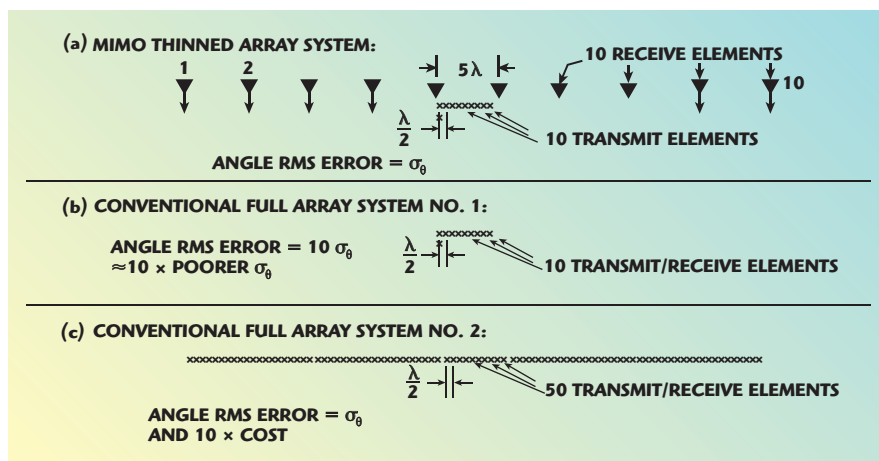 (a) MIMO THINNED ARRAY SYSTEM:
10 RECEIVE ELEMENTS
1 2 5λ 10
λ/2
10 TRANSMIT ELEMENTS
ANGLE RMS ERROR = σθ
(b) CONVENTIONAL FULL ARRAY SYSTEM NO. 1:
ANGLE RMS ERROR = 10 σθ
≈10 × POORER σθ
λ/2
10 TRANSMIT/RECEIVE ELEMENTS
(c) CONVENTIONAL FULL ARRAY SYSTEM NO. 2:
λ/2
50 TRANSMIT/RECEIVE ELEMENTS
ANGLE RMS ERROR = σθ
AND 10 × COST